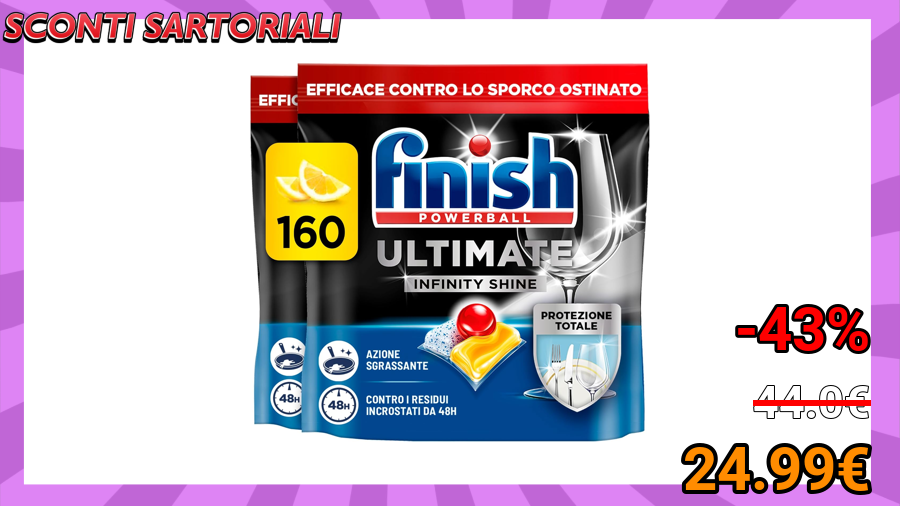 SCONTI SARTORIALI
EFFICACE CONTRO LO SPORCO OSTINATO
EFFIC
160
finish
POWERBALL
ULTIMATE
INFINITY SHINE
PROTEZIONE
TOTALE
AZIONE
SGRASSANTE
48H
48H
CONTRO I RESIDUI
INCROSTATI DA 48H
-43%
44.0€
24.99€